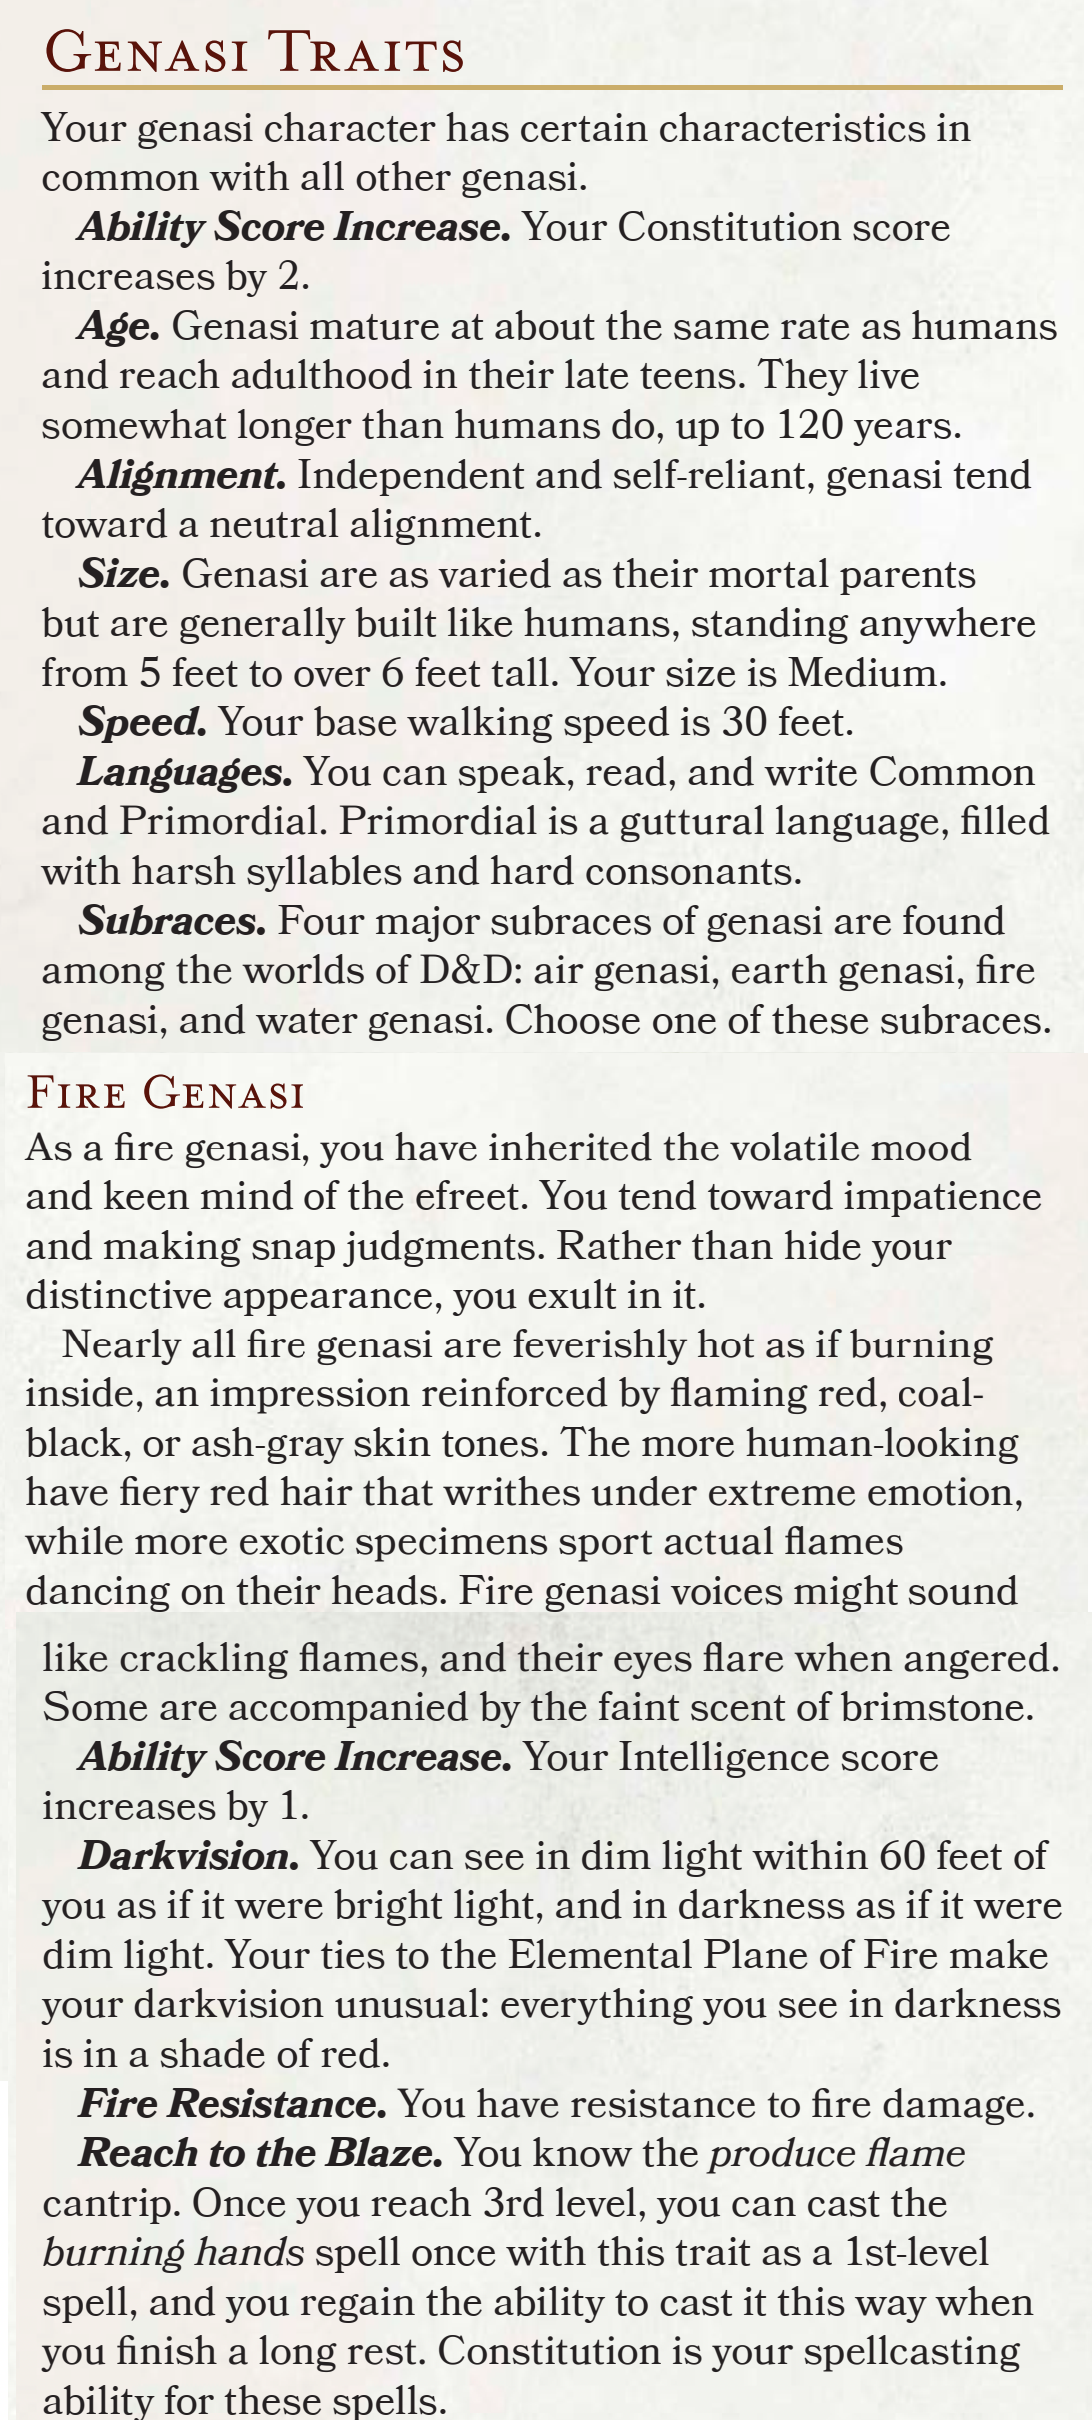 Genasi Traits
Your genasi character has certain characteristics in
common with all other genasi.
Ability Score Increase. Your Constitution score
increases by 2.
Age. Genasi mature at about the same rate as humans
and reach adulthood in their late teens. They live
somewhat longer than humans do, up to 120 years.
Alignment. Independent and self-reliant, genasi tend
toward a neutral alignment.
Size. Genasi are as varied as their mortal parents
but are generally built like humans, standing anywhere
from 5 feet to over 6 feet tall. Your size is Medium.
Speed. Your base walking speed is 30 feet.
Languages. You can speak, read, and write Common
and Primordial. Primordial is a guttural language, filled
with harsh syllables and hard consonants.
Subraces. Four major subraces of genasi are found
among the worlds of D&D: air genasi, earth genasi, fire
genasi, and water genasi. Choose one of these subraces.
Fire Genasi
As a fire genasi, you have inherited the volatile mood
and keen mind of the efreet. You tend toward impatience
and making snap judgments. Rather than hide your
distinctive appearance, you exult in it.
Nearly all fire genasi are feverishly hot as if burning
inside, an impression reinforced by flaming red, coal-
black, or ash-gray skin tones. The more human-looking
have fiery red hair that writhes under extreme emotion,
while more exotic specimens sport actual flames
dancing on their heads. Fire genasi voices might sound
like crackling flames, and their eyes flare when angered.
Some are accompanied by the faint scent of brimstone.
Ability Score Increase. Your Intelligence score
increases by 1.
Darkvision. You can see in dim light within 60 feet of
you as if it were bright light, and in darkness as if it were
dim light. Your ties to the Elemental Plane of Fire make
your darkvision unusual: everything you see in darkness
is in a shade of red.
Fire Resistance. You have resistance to fire damage.
Reach to the Blaze. You know the produce flame
cantrip. Once you reach 3rd level, you can cast the
burning hands spell once with this trait as a 1st-level
spell, and you regain the ability to cast it this way when
you finish a long rest. Constitution is your spellcasting
ability for these spells.